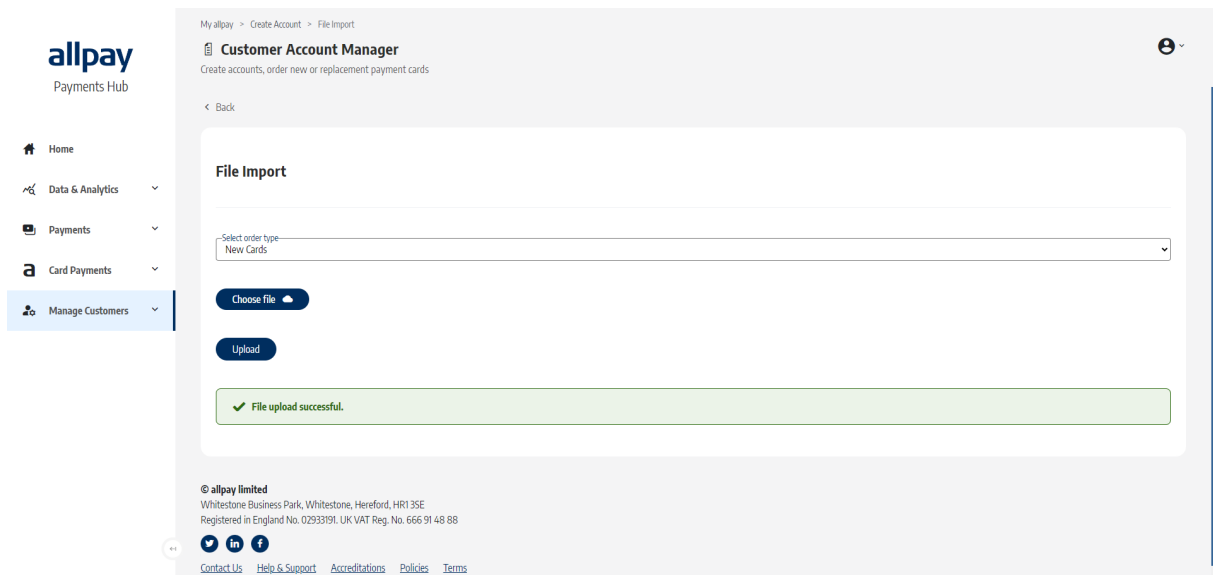 allpay
Payments Hub
Home
Data & Analytics
Payments
a Card Payments
Manage Customers
My allpay > Create Account > File Import
Customer Account Manager
Create accounts, order new or replacement payment cards
< Back
File Import
Select order type
New Cards
Choose file
Upload
File upload successful.
© allpay limited
Whitestone Business Park, Whitestone, Hereford, HR1 3SE
Registered in England No. 02933191. UK VAT Reg. No. 666 91 48 88
in f
Contact Us Help & Support Accreditations Policies Terms